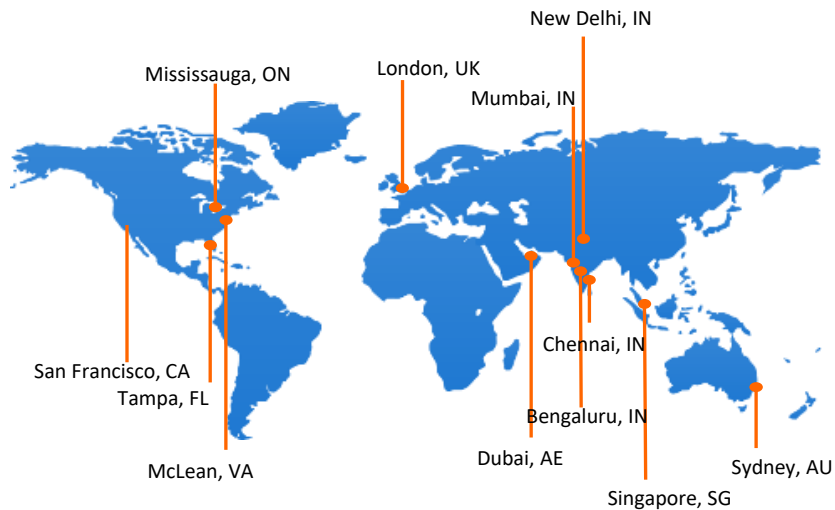 New Delhi, IN
Mississauga, ON
London, UK
Mumbai, IN
Chennai, IN
San Francisco, CA
Tampa, FL
Bengaluru, IN
Dubai, AE
McLean, VA
Sydney, AU
Singapore, SG